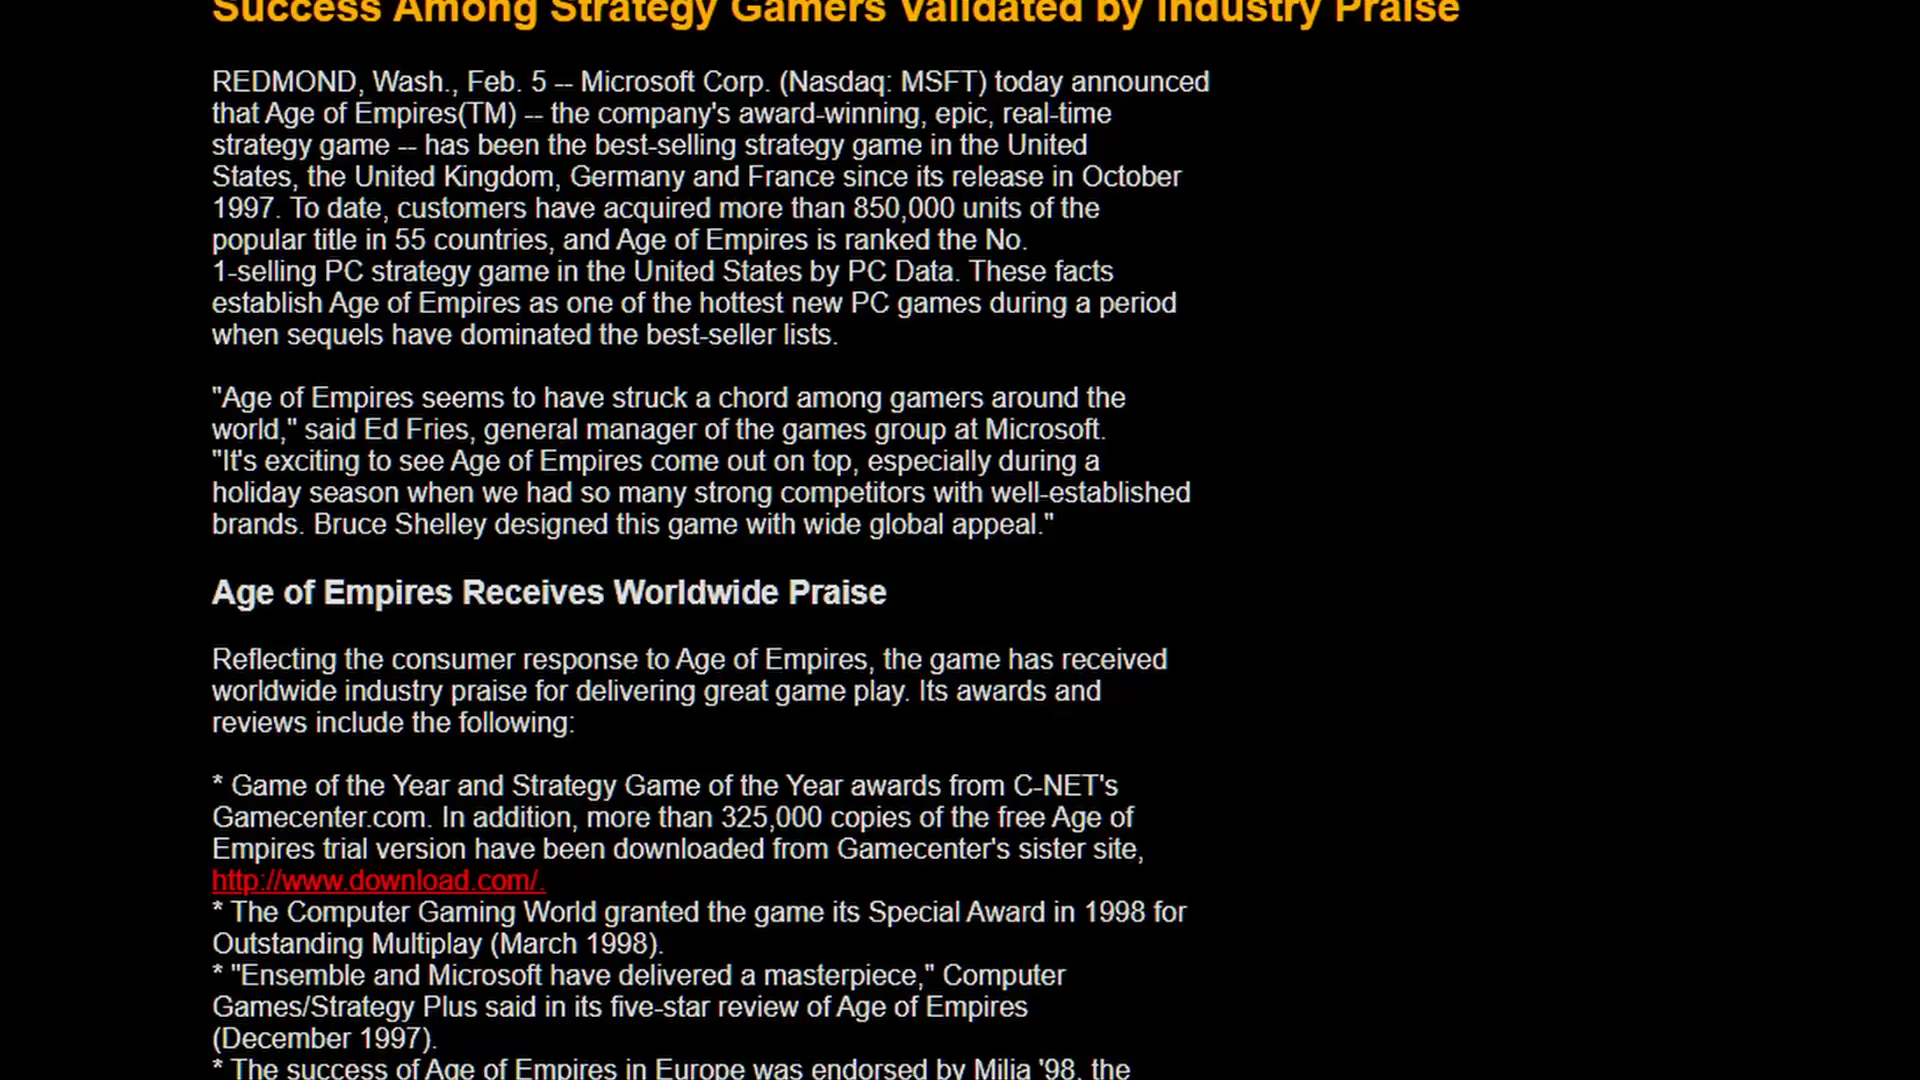 Success Among Strategy Gamers Validated by Industry Praise
REDMOND, Wash., Feb. 5 -- Microsoft Corp. (Nasdaq: MSFT) today announced
that Age of Empires(TM) -- the company's award-winning, epic, real-time
strategy game -- has been the best-selling strategy game in the United
States, the United Kingdom, Germany and France since its release in October
1997. To date, customers have acquired more than 850,000 units of the
popular title in 55 countries, and Age of Empires is ranked the No.
1-selling PC strategy game in the United States by PC Data. These facts
establish Age of Empires as one of the hottest new PC games during a period
when sequels have dominated the best-seller lists.
"Age of Empires seems to have struck a chord among gamers around the
world," said Ed Fries, general manager of the games group at Microsoft.
"It's exciting to see Age of Empires come out on top, especially during a
holiday season when we had so many strong competitors with well-established
brands. Bruce Shelley designed this game with wide global appeal."
Age of Empires Receives Worldwide Praise
Reflecting the consumer response to Age of Empires, the game has received
worldwide industry praise for delivering great game play. Its awards and
reviews include the following:
* Game of the Year and Strategy Game of the Year awards from C-NET's
Gamecenter.com. In addition, more than 325,000 copies of the free Age of
Empires trial version have been downloaded from Gamecenter's sister site,
http://www.download.com/.
* The Computer Gaming World granted the game its Special Award in 1998 for
Outstanding Multiplay (March 1998).
* "Ensemble and Microsoft have delivered a masterpiece," Computer
Games/Strategy Plus said in its five-star review of Age of Empires
(December 1997).
* The success of Age of Empires in Europe was endorsed by Milia '98, the